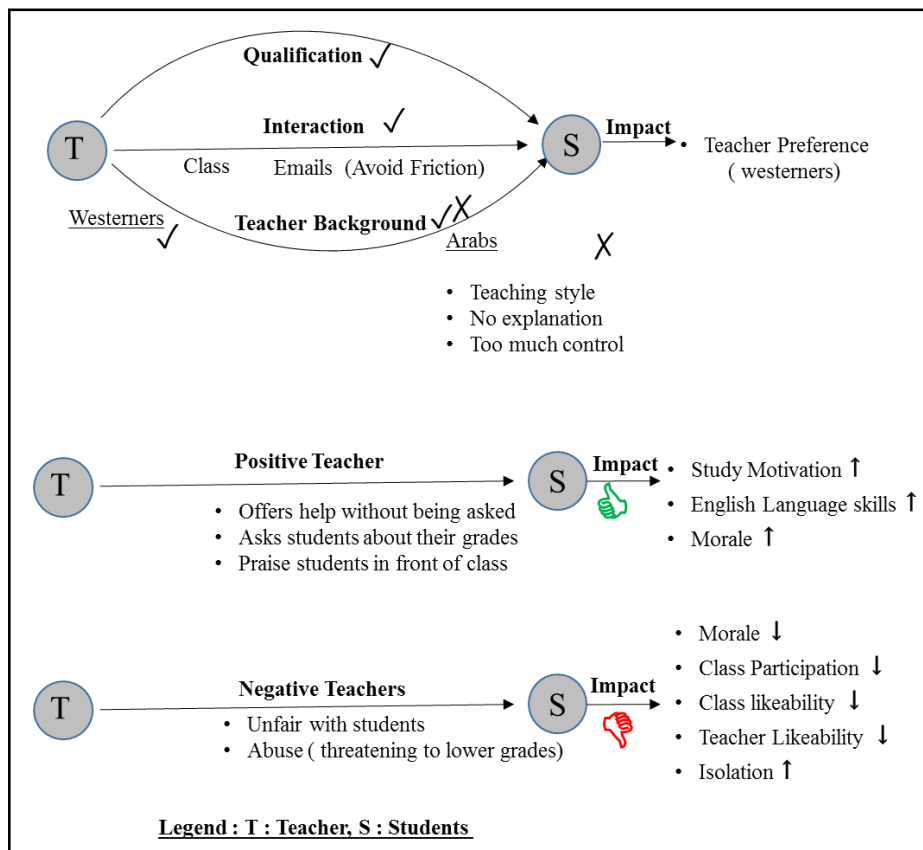 Qualification ✓
Interaction ✓
T
S
Impact
Class Emails (Avoid Friction)
• Teacher Preference
( westerners)
Westerners ✓
Teacher Background ✓ ✗
Arabs ✗
• Teaching style
• No explanation
• Too much control
Positive Teacher
T
S
Impact
• Offers help without being asked
• Asks students about their grades
• Praise students in front of class
• Study Motivation ↑
• English Language skills ↑
• Morale ↑
Negative Teachers
T
S
Impact
• Unfair with students
• Abuse ( threatening to lower grades)
• Morale ↓
• Class Participation ↓
• Class likeability ↓
• Teacher Likeability ↓
• Isolation ↑
Legend : T : Teacher, S : Students